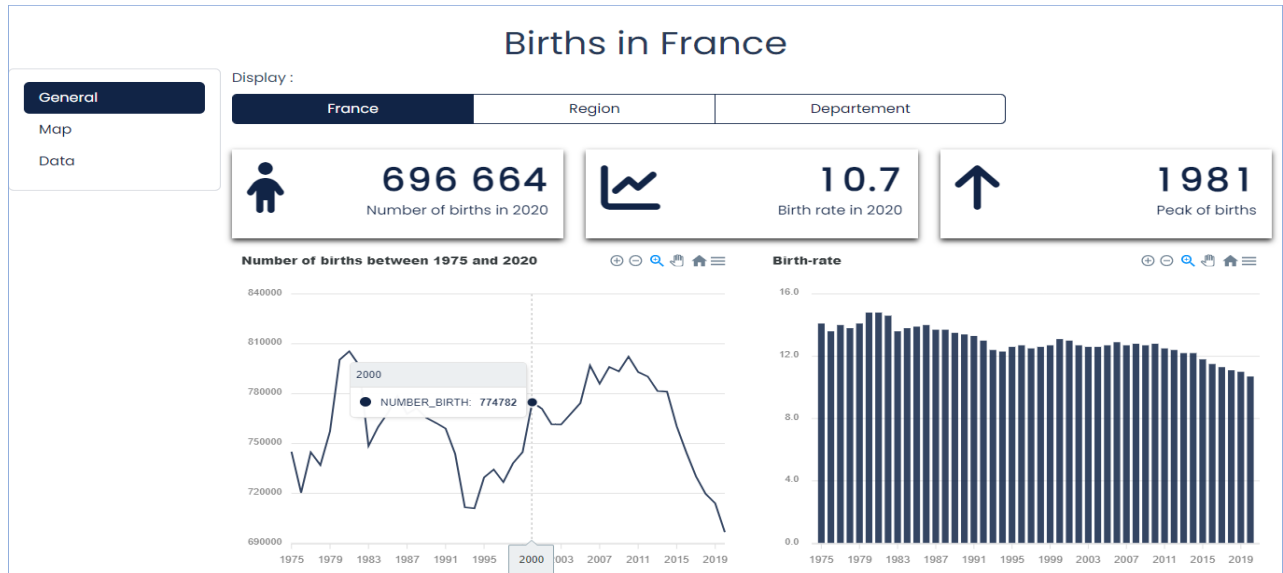 Births in France
General
Map
Data
Display :
France Region Departement
696 664
Number of births in 2020
10.7
Birth rate in 2020
1981
Peak of births
Number of births between 1975 and 2020
840000
810000
780000
750000
720000
690000
2000
NUMBER_BIRTH: 774782
1975 1979 1983 1987 1991 1995 2000 003 2007 2011 2015 2019
Birth-rate
16.0
12.0
8.0
4.0
0.0
1975 1979 1983 1987 1991 1995 1999 2003 2007 2011 2015 2019